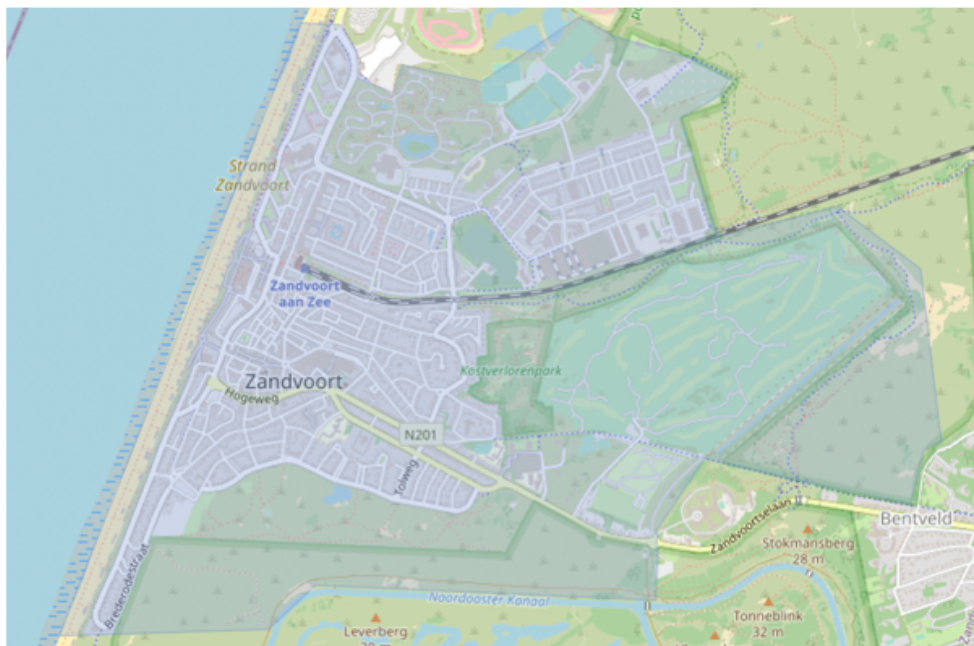 Strand
Zandvoort
Zandvoort
aan Zee
Kostverlorenpark
Zandvoort
Hogeweg
N201
Tolweg
Zandvoortselaan
Bentveld
Stokmansberg
28 m
Brederodestraat
Noordooster Kanaal
Tonneblink
32 m
Leverberg